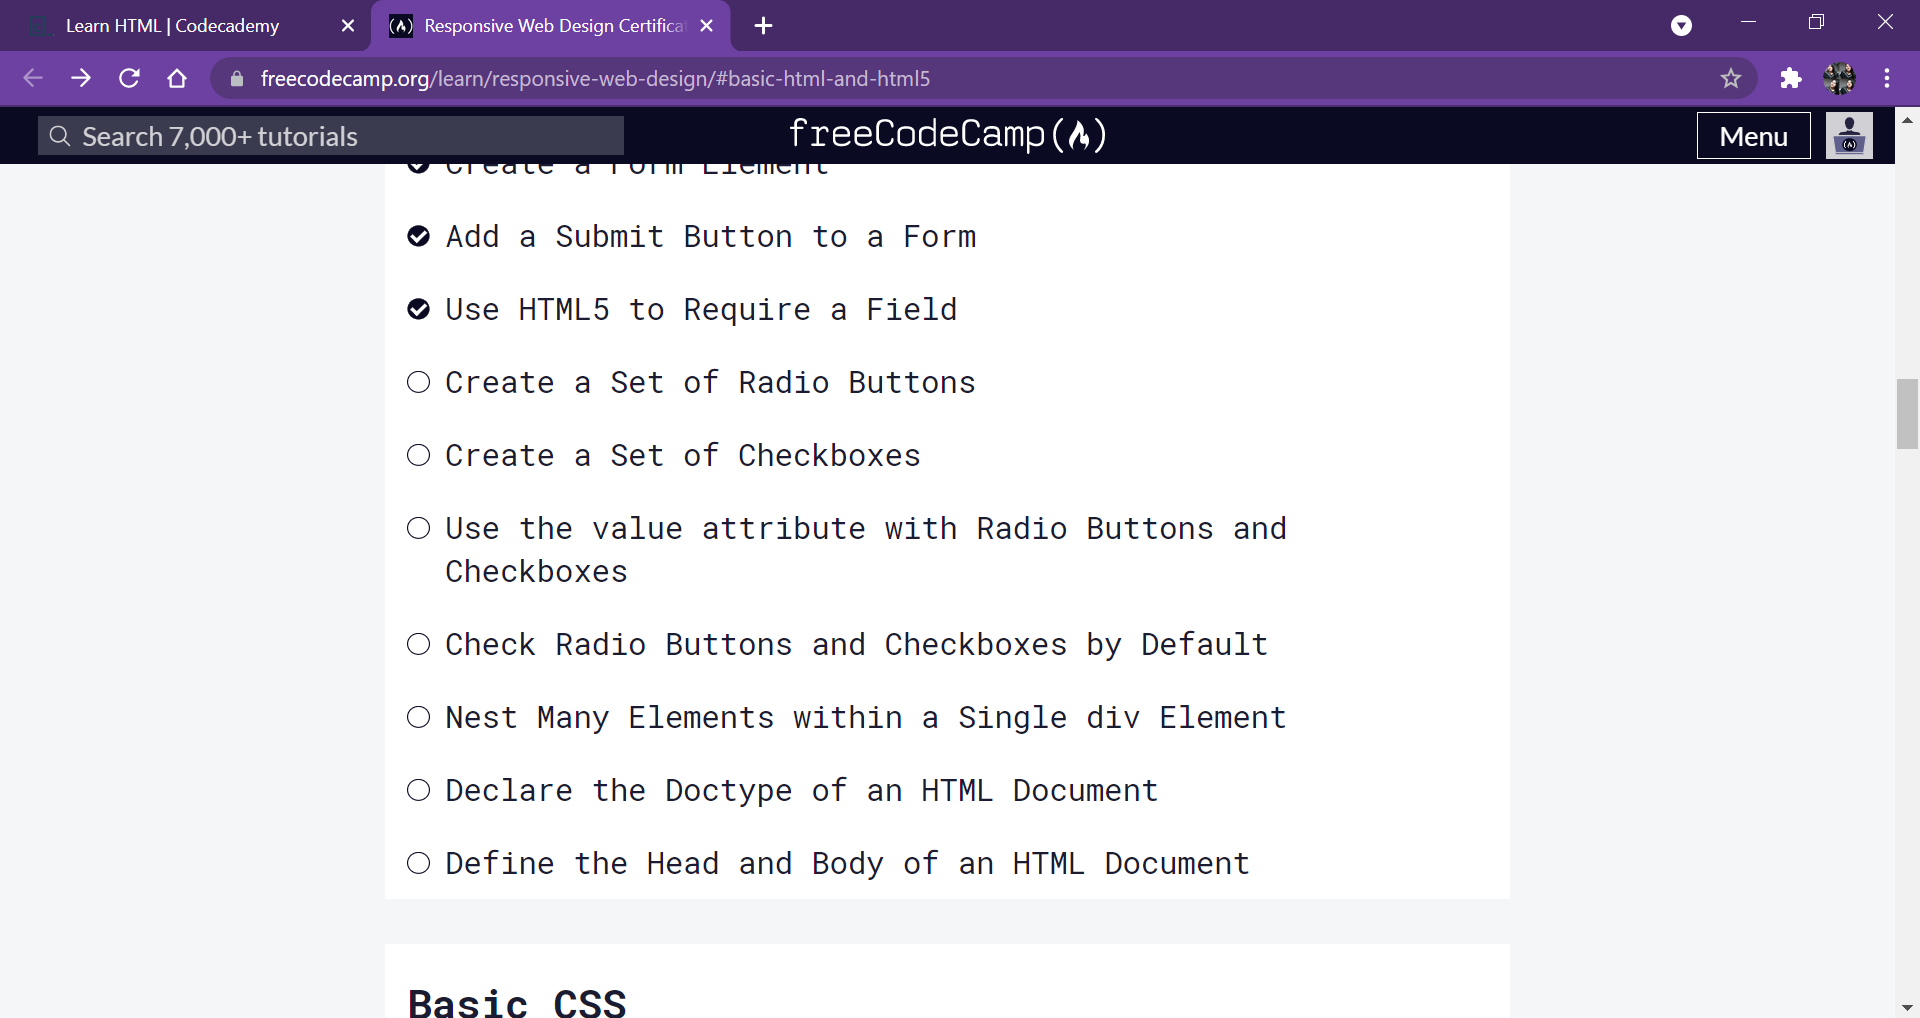 Learn HTML | Codecademy
Responsive Web Design Certifica
freecodecamp.org/learn/responsive-web-design/#basic-html-and-html5
Search 7,000+ tutorials
freeCodeCamp
Menu
Create a Form Element
Add a Submit Button to a Form
Use HTML5 to Require a Field
Create a Set of Radio Buttons
Create a Set of Checkboxes
Use the value attribute with Radio Buttons and
Checkboxes
Check Radio Buttons and Checkboxes by Default
Nest Many Elements within a Single div Element
Declare the Doctype of an HTML Document
Define the Head and Body of an HTML Document
Basic CSS